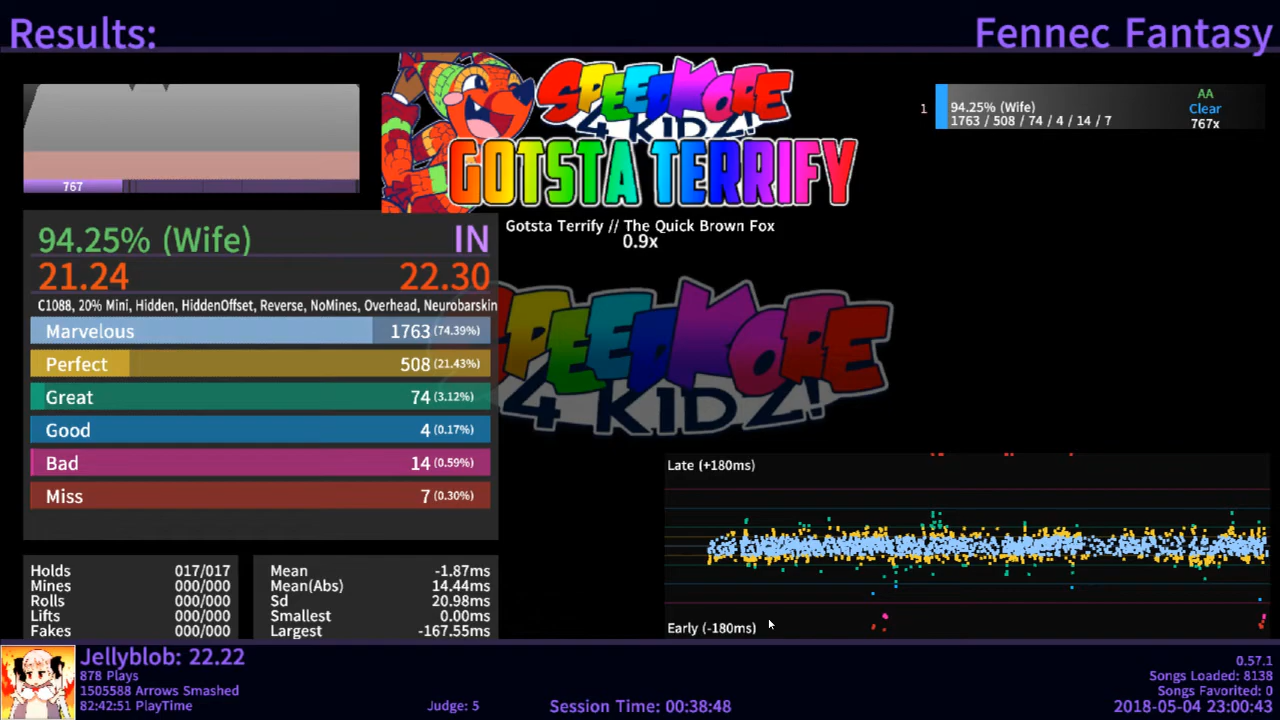 Results:
Fennec Fantasy
SPEEDKORE
4 KIDZ!
GOTSTA TERRIFY
Gotsta Terrify // The Quick Brown Fox
0.9x
767
1
94.25% (Wife)
1763 / 508 / 74 / 4 / 14 / 7
AA
Clear
767x
94.25% (Wife) IN
21.24 22.30
C1088, 20% Mini, Hidden, HiddenOffset, Reverse, NoMines, Overhead, Neurobarskin
Marvelous 1763 (74.39%)
Perfect 508 (21.43%)
Great 74 (3.12%)
Good 4 (0.17%)
Bad 14 (0.59%)
Miss 7 (0.30%)
SPEEDKORE
4 KIDZ!
Late (+180ms)
Early (-180ms)
Holds 017/017
Mines 000/000
Rolls 000/000
Lifts 000/000
Fakes 000/000
Mean -1.87ms
Mean(Abs) 14.44ms
Sd 20.98ms
Smallest 0.00ms
Largest -167.55ms
Jellyblob: 22.22
878 Plays
1505588 Arrows Smashed
82:42:51 PlayTime
Judge: 5
Session Time: 00:38:48
0.57.1
Songs Loaded: 8138
Songs Favorited: 0
2018-05-04 23:00:43